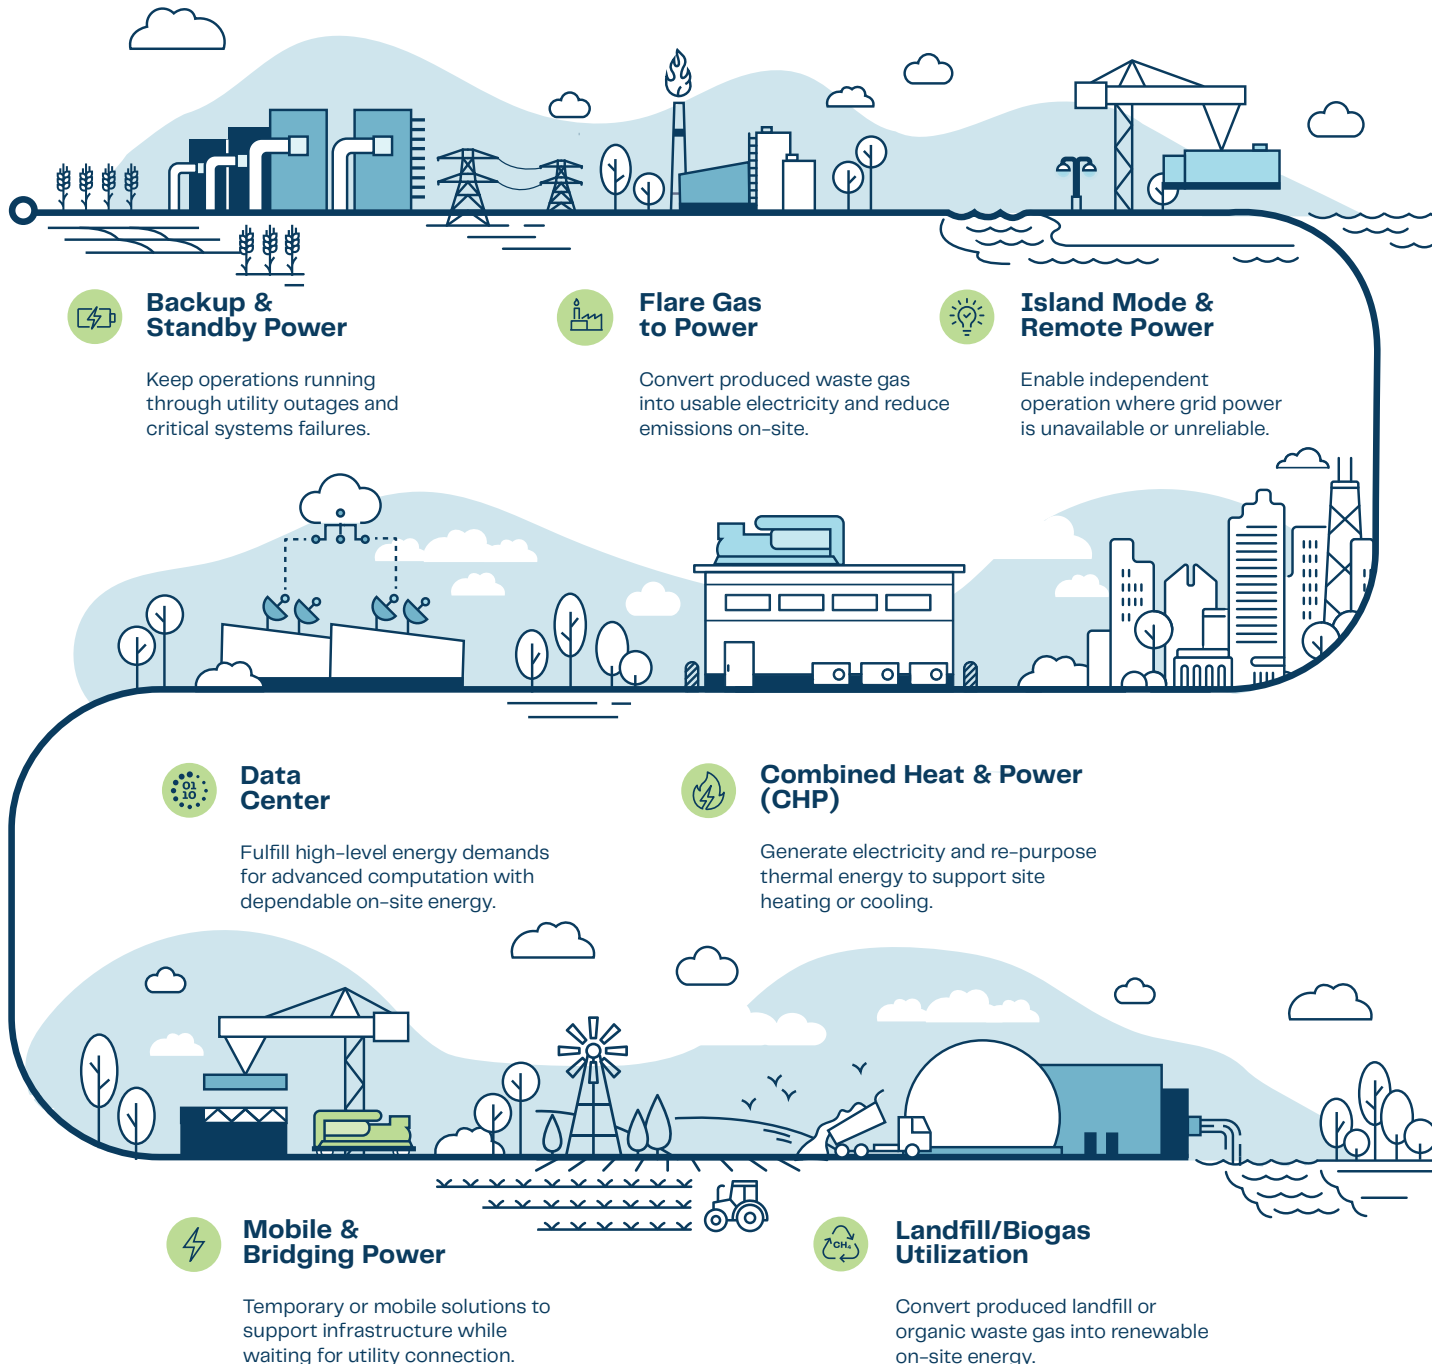 Backup &
Standby Power
Keep operations running
through utility outages and
critical systems failures.
Flare Gas
to Power
Convert produced waste gas
into usable electricity and reduce
emissions on-site.
Island Mode &
Remote Power
Enable independent
operation where grid power
is unavailable or unreliable.
01
10
Data
Center
Fulfill high-level energy demands
for advanced computation with
dependable on-site energy.
Combined Heat & Power
(CHP)
Generate electricity and re-purpose
thermal energy to support site
heating or cooling.
Mobile &
Bridging Power
Temporary or mobile solutions to
support infrastructure while
waiting for utility connection.
CH₄
Landfill/Biogas
Utilization
Convert produced landfill or
organic waste gas into renewable
on-site energy.